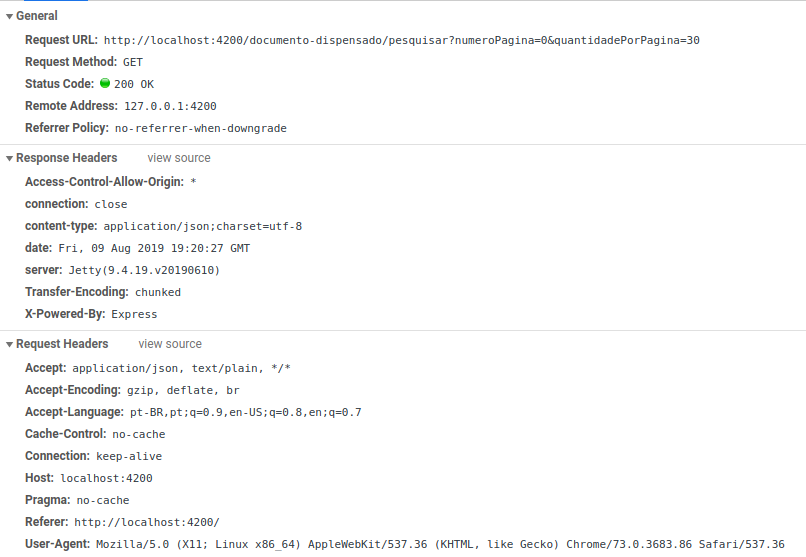 General
Request URL: http://localhost:4200/documento-dispensado/pesquisar?numeroPagina=0&quantidadePorPagina=30
Request Method: GET
Status Code: 200 OK
Remote Address: 127.0.0.1:4200
Referrer Policy: no-referrer-when-downgrade
Response Headers view source
Access-Control-Allow-Origin: *
connection: close
content-type: application/json;charset=utf-8
date: Fri, 09 Aug 2019 19:20:27 GMT
server: Jetty(9.4.19.v20190610)
Transfer-Encoding: chunked
X-Powered-By: Express
Request Headers view source
Accept: application/json, text/plain, */*
Accept-Encoding: gzip, deflate, br
Accept-Language: pt-BR,pt;q=0.9,en-US;q=0.8,en;q=0.7
Cache-Control: no-cache
Connection: keep-alive
Host: localhost:4200
Pragma: no-cache
Referer: http://localhost:4200/
User-Agent: Mozilla/5.0 (X11; Linux x86_64) AppleWebKit/537.36 (KHTML, like Gecko) Chrome/73.0.3683.86 Safari/537.36